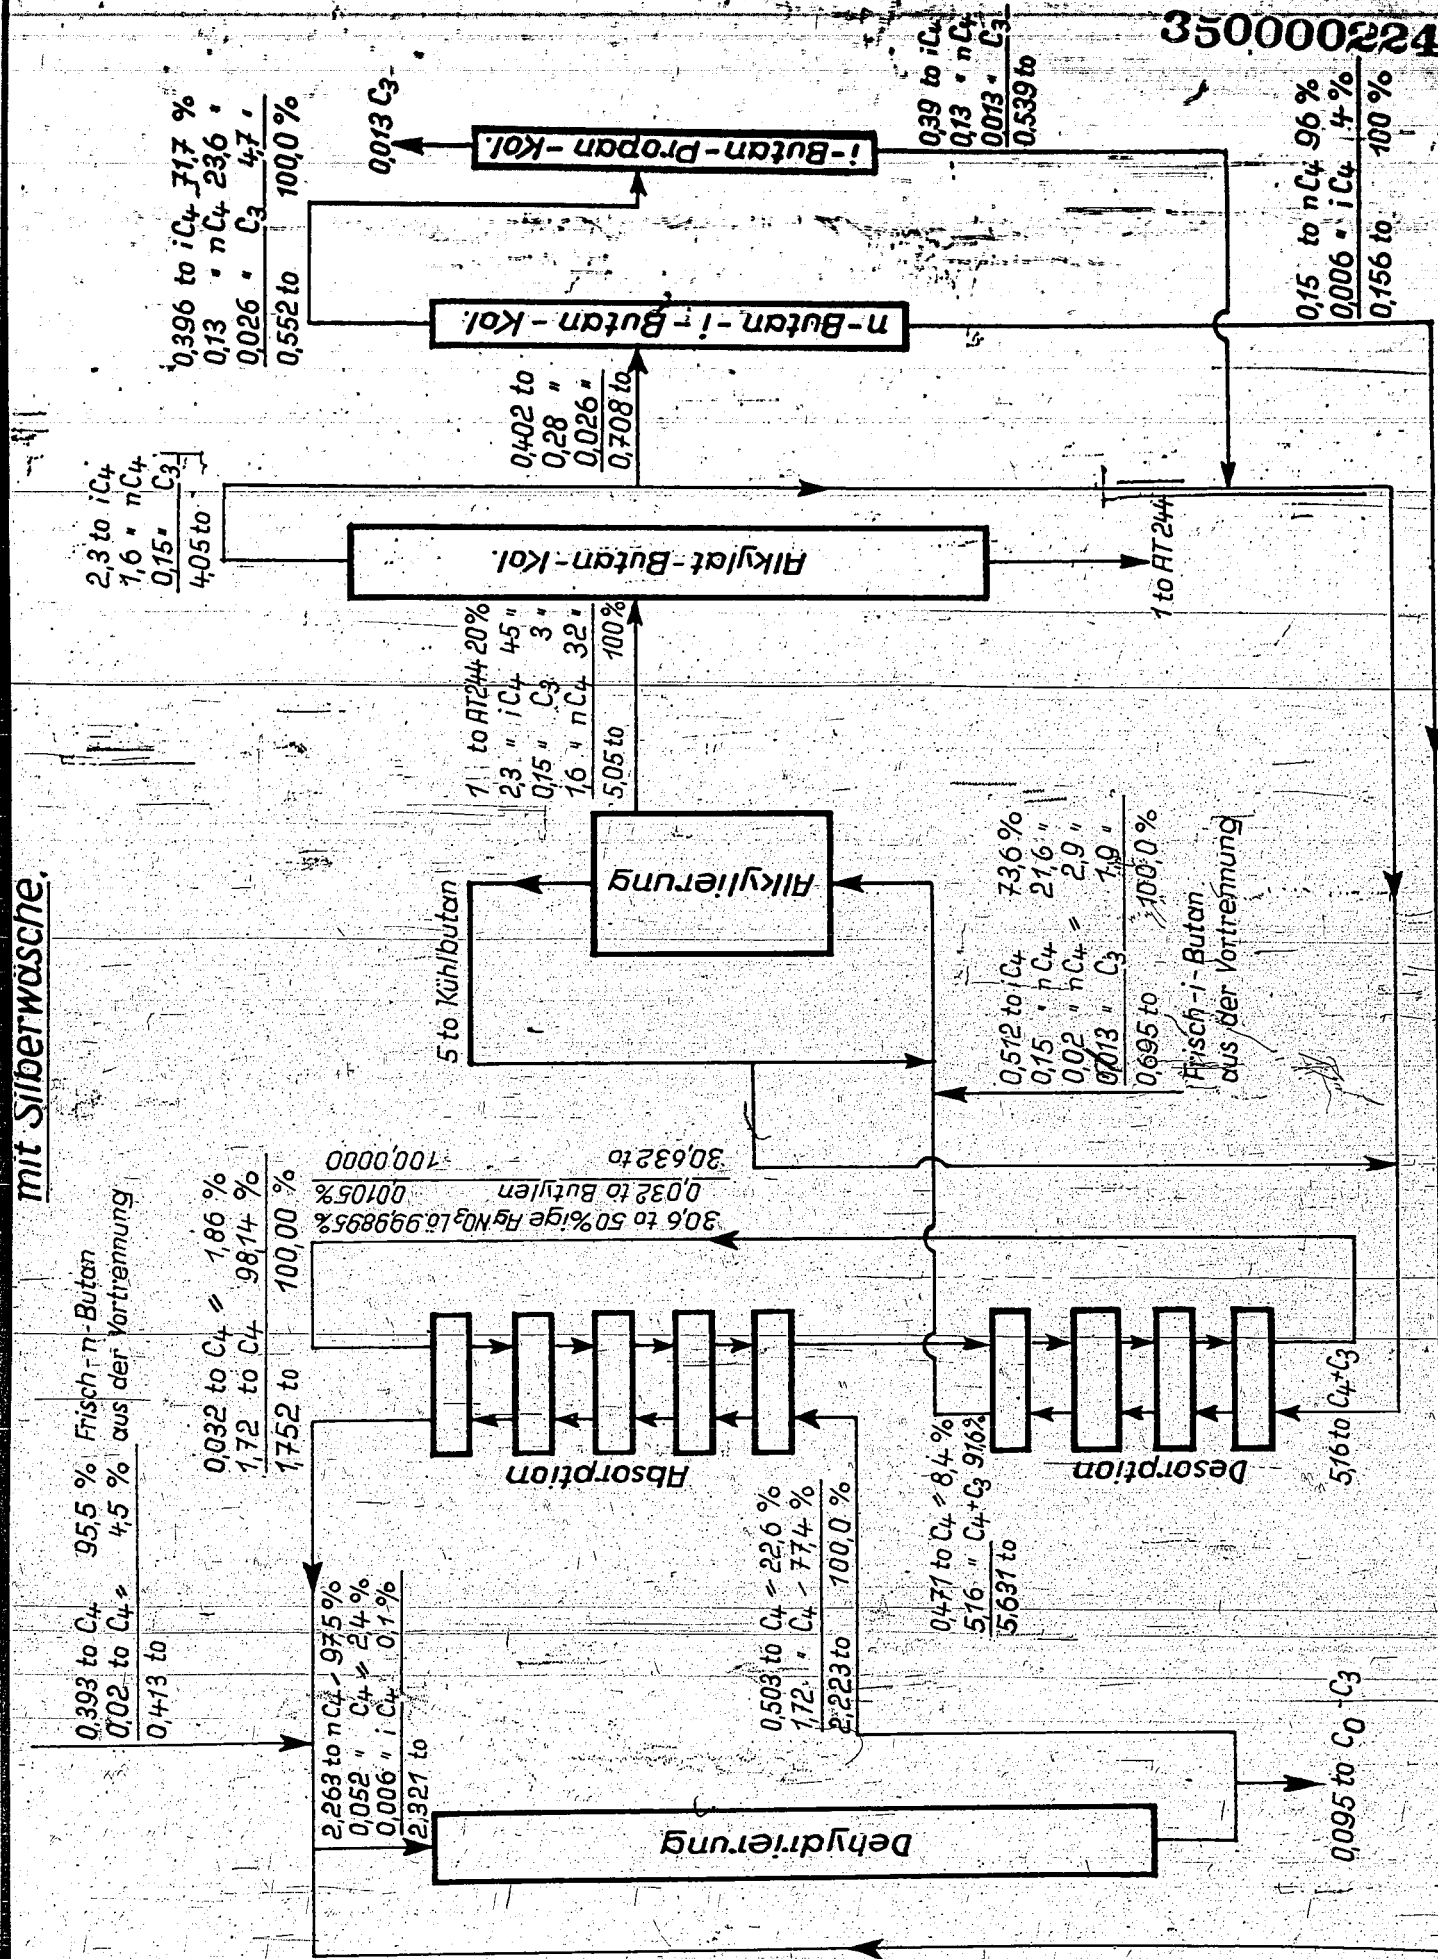 350000224
mit Silberwäsche.
0,393 to C₄ 95,5 % Frisch-n-Butan
0,02 to C₄ = 4,5 % aus der Vortrennung
0,413 to
0,032 to C₄ = 1,86 %
1,72 to C₄ 98,14 %
1,752 to 100,00 %
2,263 to n C₄ - 97,5 %
0,052 " C₄ = 2,4 %
0,006 " i C₄ 0,1 %
2,321 to
Dehydrierung
0,095 to C₀-C₃
0,503 to C₄ = 22,6 %
1,72 " C₄ - 77,4 %
2,223 to 100,0 %
Absorption
30,6 to 50%ige AgNO₃ Lö. 99,9895%
0,032 to Butylen 0,0105%
30,632 to 100,0000
0,471 to C₄ = 8,4 %
5,16 " C₄+C₃ 91,6%
5,631 to
Desorption
5,16 to C₄+C₃
5 to Kühlbutan
Alkylierung
0,512 to iC₄ 73,6 %
0,15 " nC₄ 21,6 "
0,02 " nC₄ = 2,9 "
0,013 " C₃ 1,9 "
0,695 to 100,0 %
Frisch-i-Butan
aus der Vortrennung
1 to AT244 20%
2,3 " iC₄ 45 "
0,15 " C₃ 3 "
1,6 " nC₄ 32 "
5,05 to 100%
Alkylat-Butan-Kol.
1 to AT244
2,3 to iC₄
1,6 " nC₄
0,15 " C₃
4,05 to
0,402 to
0,28 "
0,026 "
0,708 to
n-Butan-i-Butan-Kol.
0,396 to iC₄ 71,7 %
0,13 " nC₄ 23,6 "
0,026 " C₃ 4,7 "
0,552 to 100,0 %
0,013 C₃
i-Butan-Propan-Kol.
0,39 to iC₄
0,13 " nC₄
0,013 " C₃
0,539 to
0,15 to nC₄ 96 %
0,006 " iC₄ 4 %
0,156 to 100 %